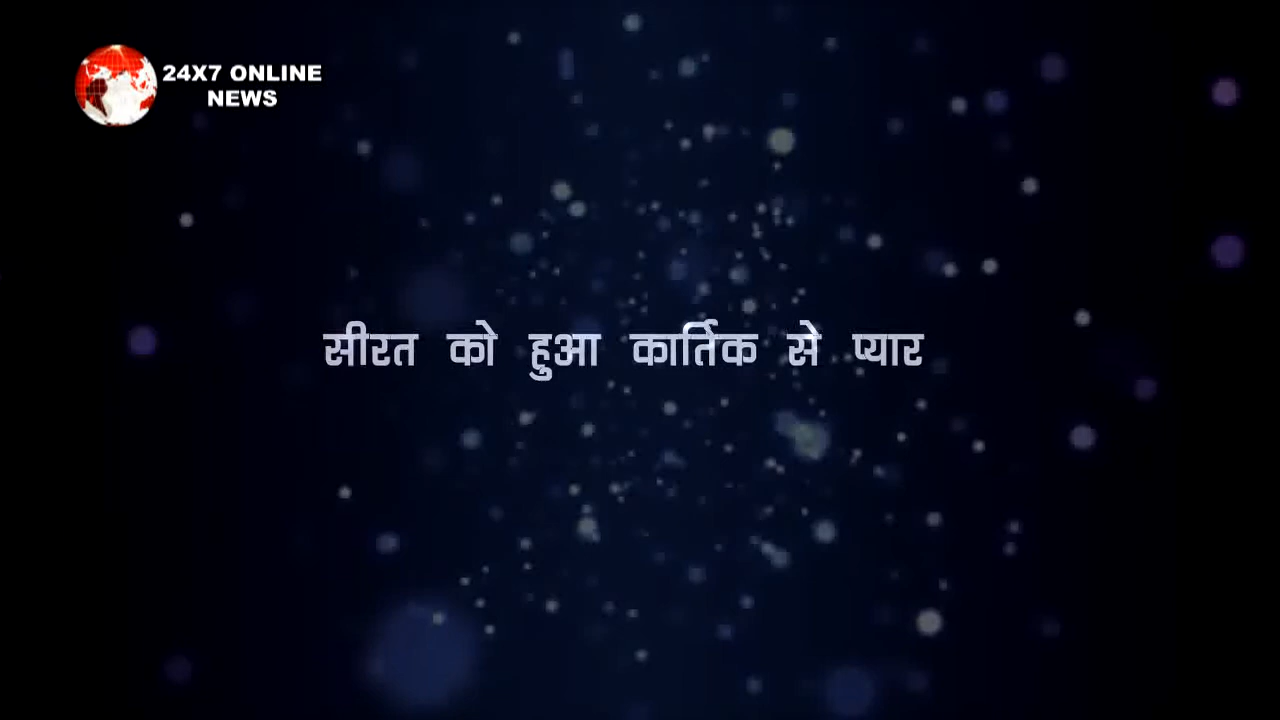 24X7 ONLINE
NEWS
सीरत को हुआ कार्तिक से प्यार